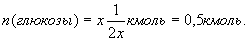 n(глюкозы) = x 1/2x кмоль = 0,5кмоль.